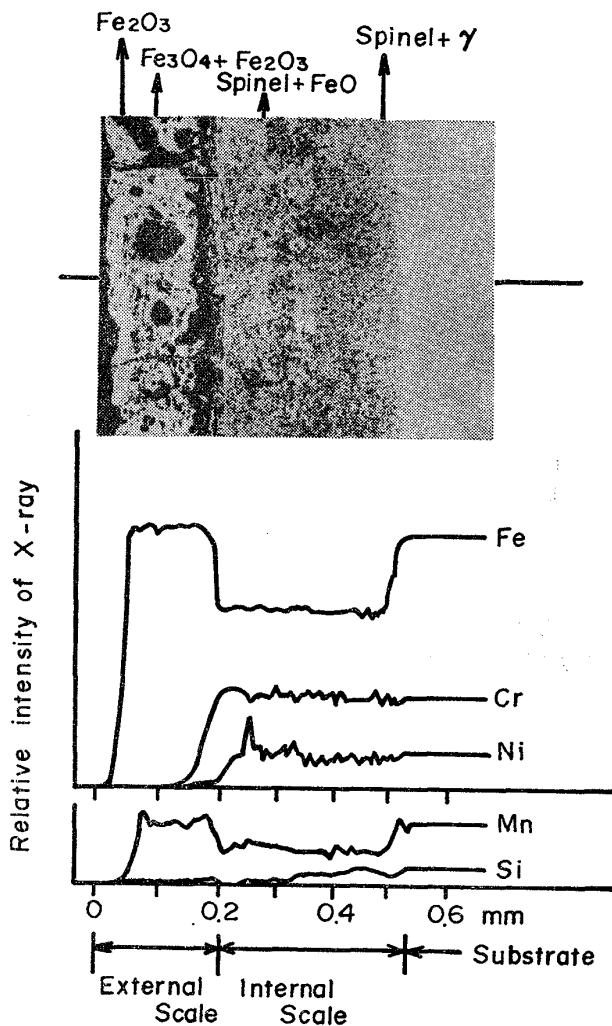 Fe2O3
Spinel + γ
Fe3O4 + Fe2O3
Spinel + FeO
Relative intensity of X-ray
Fe
Cr
Ni
Mn
Si
0 0.2 0.4 0.6 mm
External Scale
Internal Scale
Substrate